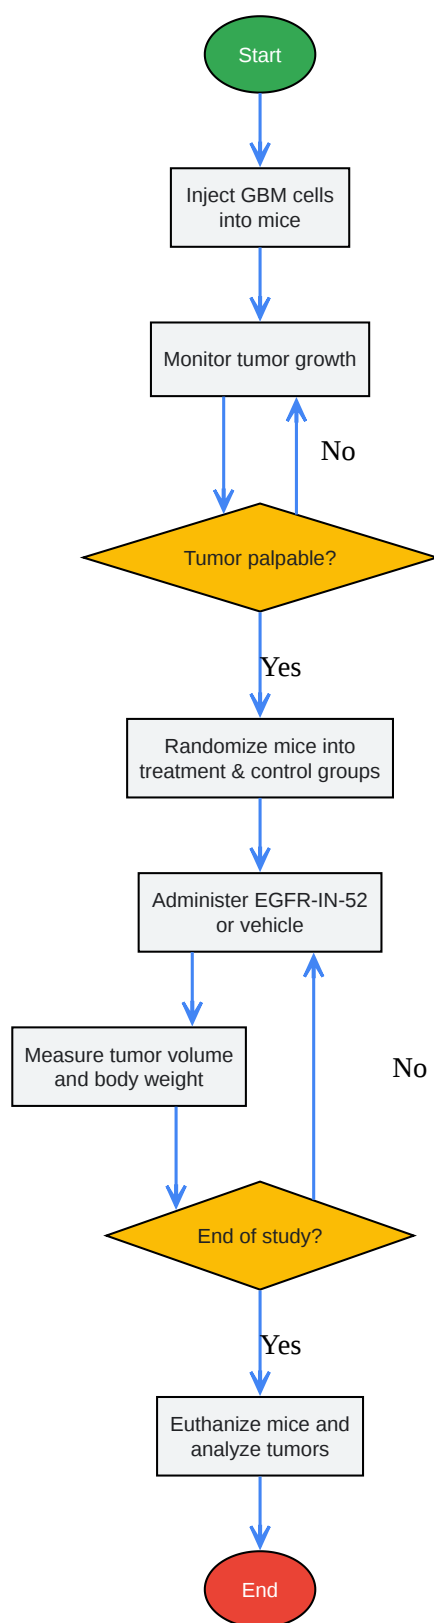 Start
Inject GBM cells
into mice
Monitor tumor growth
No
Tumor palpable?
Yes
Randomize mice into
treatment & control groups
Administer EGFR-IN-52
or vehicle
Measure tumor volume
and body weight
No
End of study?
Yes
Euthanize mice and
analyze tumors
End